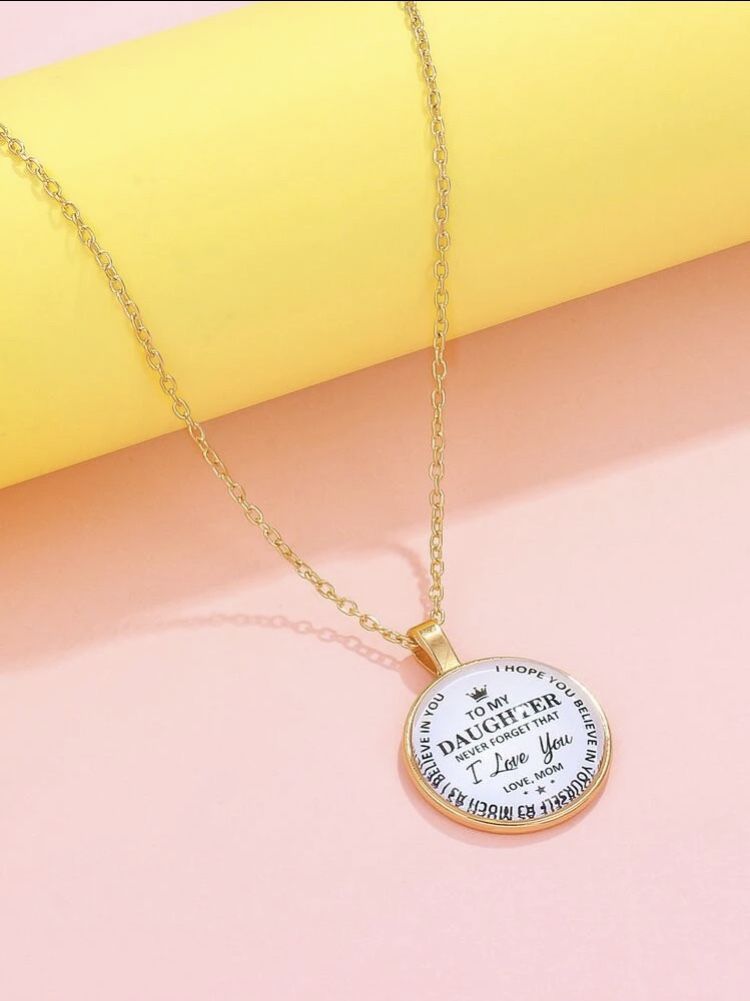 I HOPE YOU BELIEVE IN YOURSELF AS MUCH AS I BELIEVE IN YOU
TO MY
DAUGHTER
NEVER FORGET THAT
I Love You
LOVE, MOM